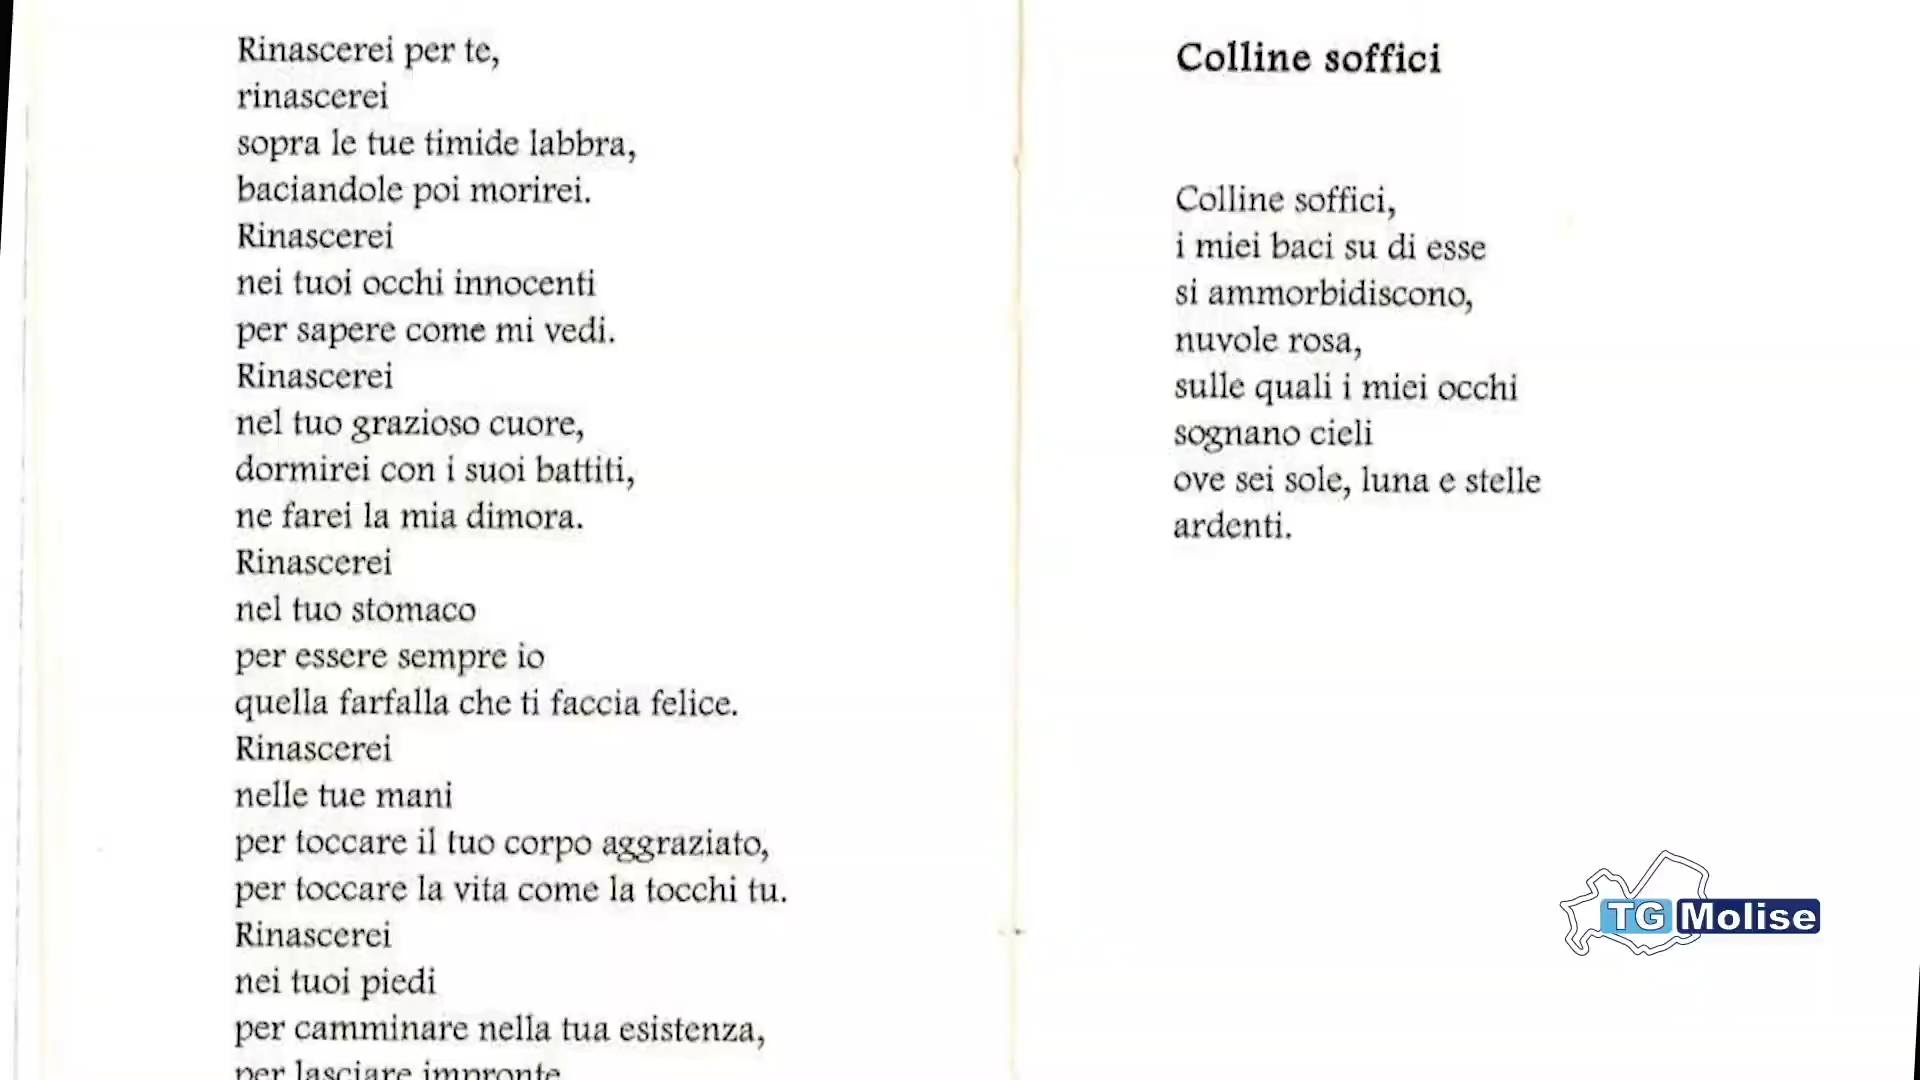 Rinascerei per te,
rinascerei
sopra le tue timide labbra,
baciandole poi morirei.
Rinascerei
nei tuoi occhi innocenti
per sapere come mi vedi.
Rinascerei
nel tuo grazioso cuore,
dormirei con i suoi battiti,
ne farei la mia dimora.
Rinascerei
nel tuo stomaco
per essere sempre io
quella farfalla che ti faccia felice.
Rinascerei
nelle tue mani
per toccare il tuo corpo aggraziato,
per toccare la vita come la tocchi tu.
Rinascerei
nei tuoi piedi
per camminare nella tua esistenza,
per lasciare impronte
Colline soffici
Colline soffici,
i miei baci su di esse
si ammorbidiscono,
nuvole rosa,
sulle quali i miei occhi
sognano cieli
ove sei sole, luna e stelle
ardenti.
TG Molise